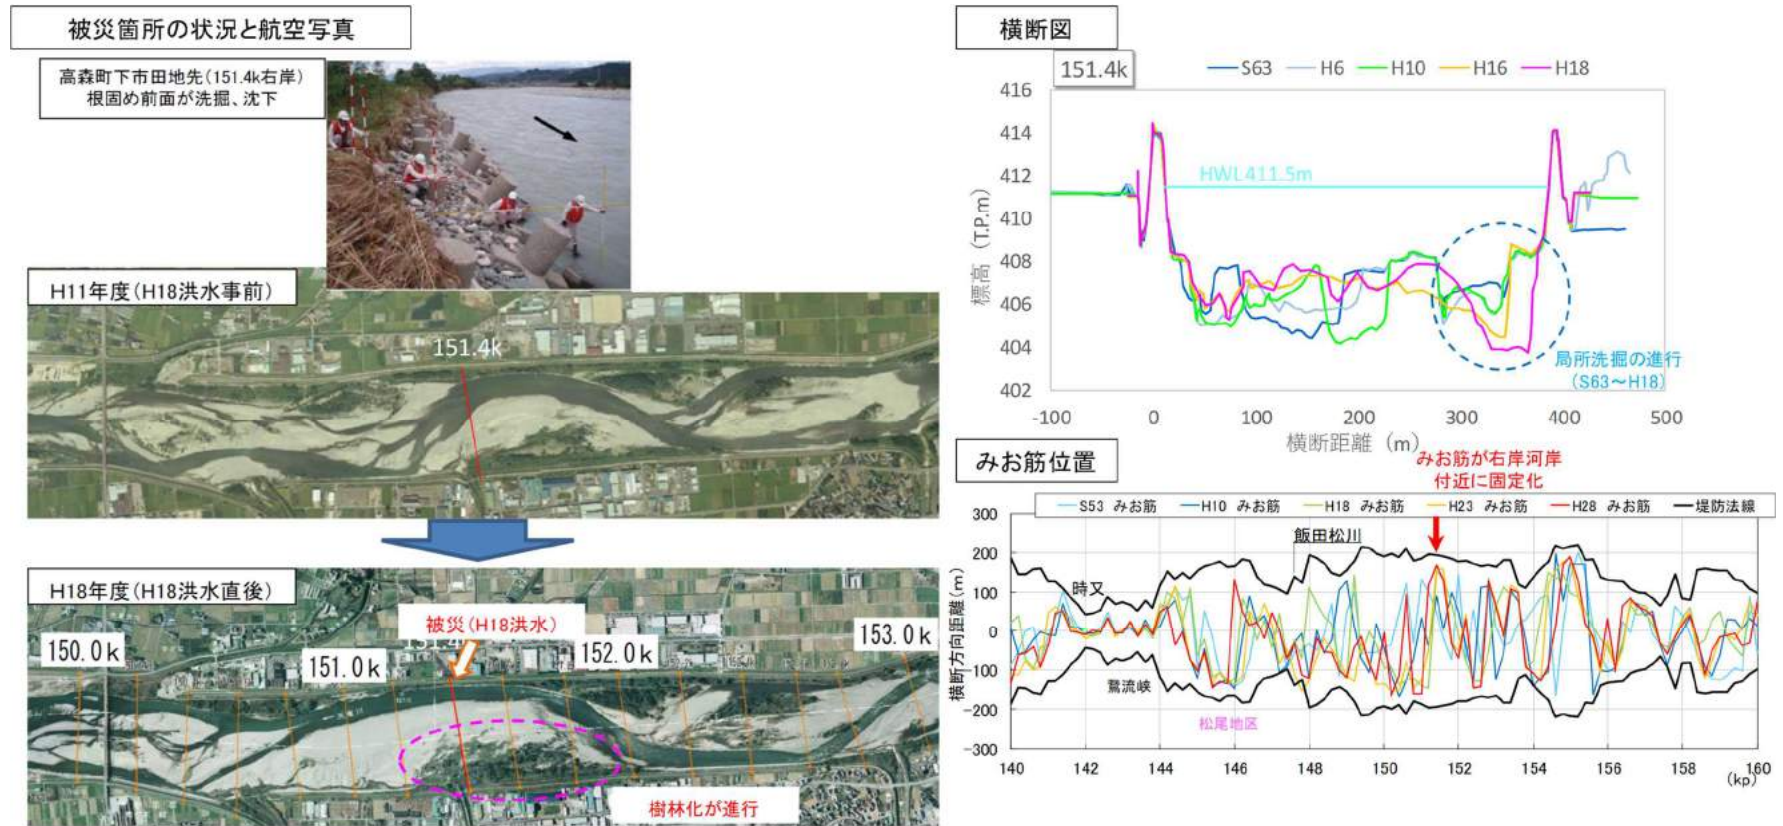 被災箇所の状況と航空写真
高森町下市田地先(151.4k右岸)
根固め前面が洗掘、沈下
H11年度(H18洪水事前)
151.4k
H18年度(H18洪水直後)
被災(H18洪水)
150.0k
151.0k
152.0k
153.0k
樹林化が進行
横断図
151.4k
S63 H6 H10 H16 H18
416
414
412
410
408
406
404
402
標高 (T.P.m)
HWL411.5m
局所洗掘の進行
(S63～H18)
-100 0 100 200 300 400 500
横断距離 (m)
みお筋位置
みお筋が右岸河岸
付近に固定化
S53 みお筋 H10 みお筋 H18 みお筋 H23 みお筋 H28 みお筋 堤防法線
300
200
100
0
-100
-200
-300
横断方向距離(m)
飯田松川
時又
鵞流峡
松尾地区
140 142 144 146 148 150 152 154 156 158 160
(kp)